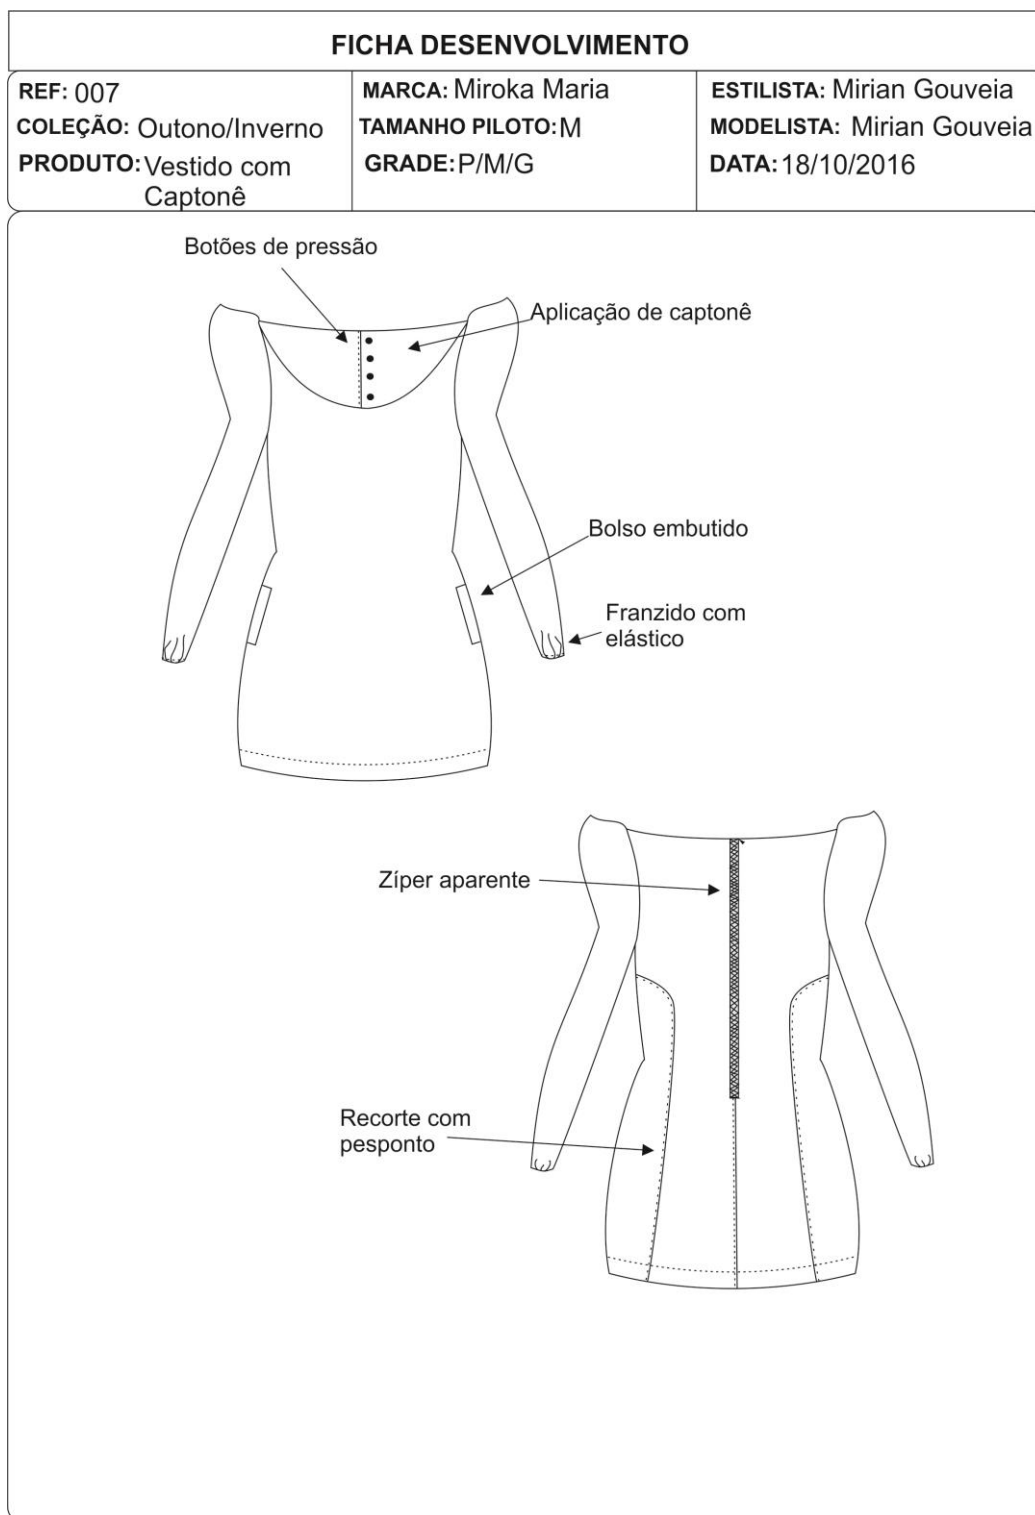 FICHA DESENVOLVIMENTO
REF: 007
COLEÇÃO: Outono/Inverno
PRODUTO: Vestido com
Captonê
MARCA: Miroka Maria
TAMANHO PILOTO: M
GRADE: P/M/G
ESTILISTA: Mirian Gouveia
MODELISTA: Mirian Gouveia
DATA: 18/10/2016
Botões de pressão
Aplicação de captonê
Bolso embutido
Franzido com
elástico
Zíper aparente
Recorte com
pesponto